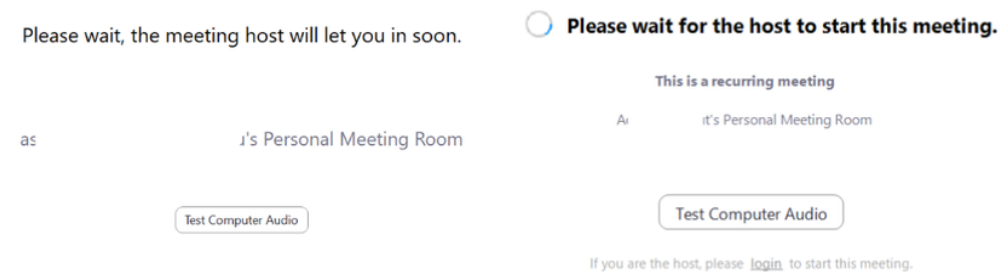 Please wait, the meeting host will let you in soon.
as 's Personal Meeting Room
Test Computer Audio
Please wait for the host to start this meeting.
This is a recurring meeting
t's Personal Meeting Room
Test Computer Audio
If you are the host, please login to start this meeting.